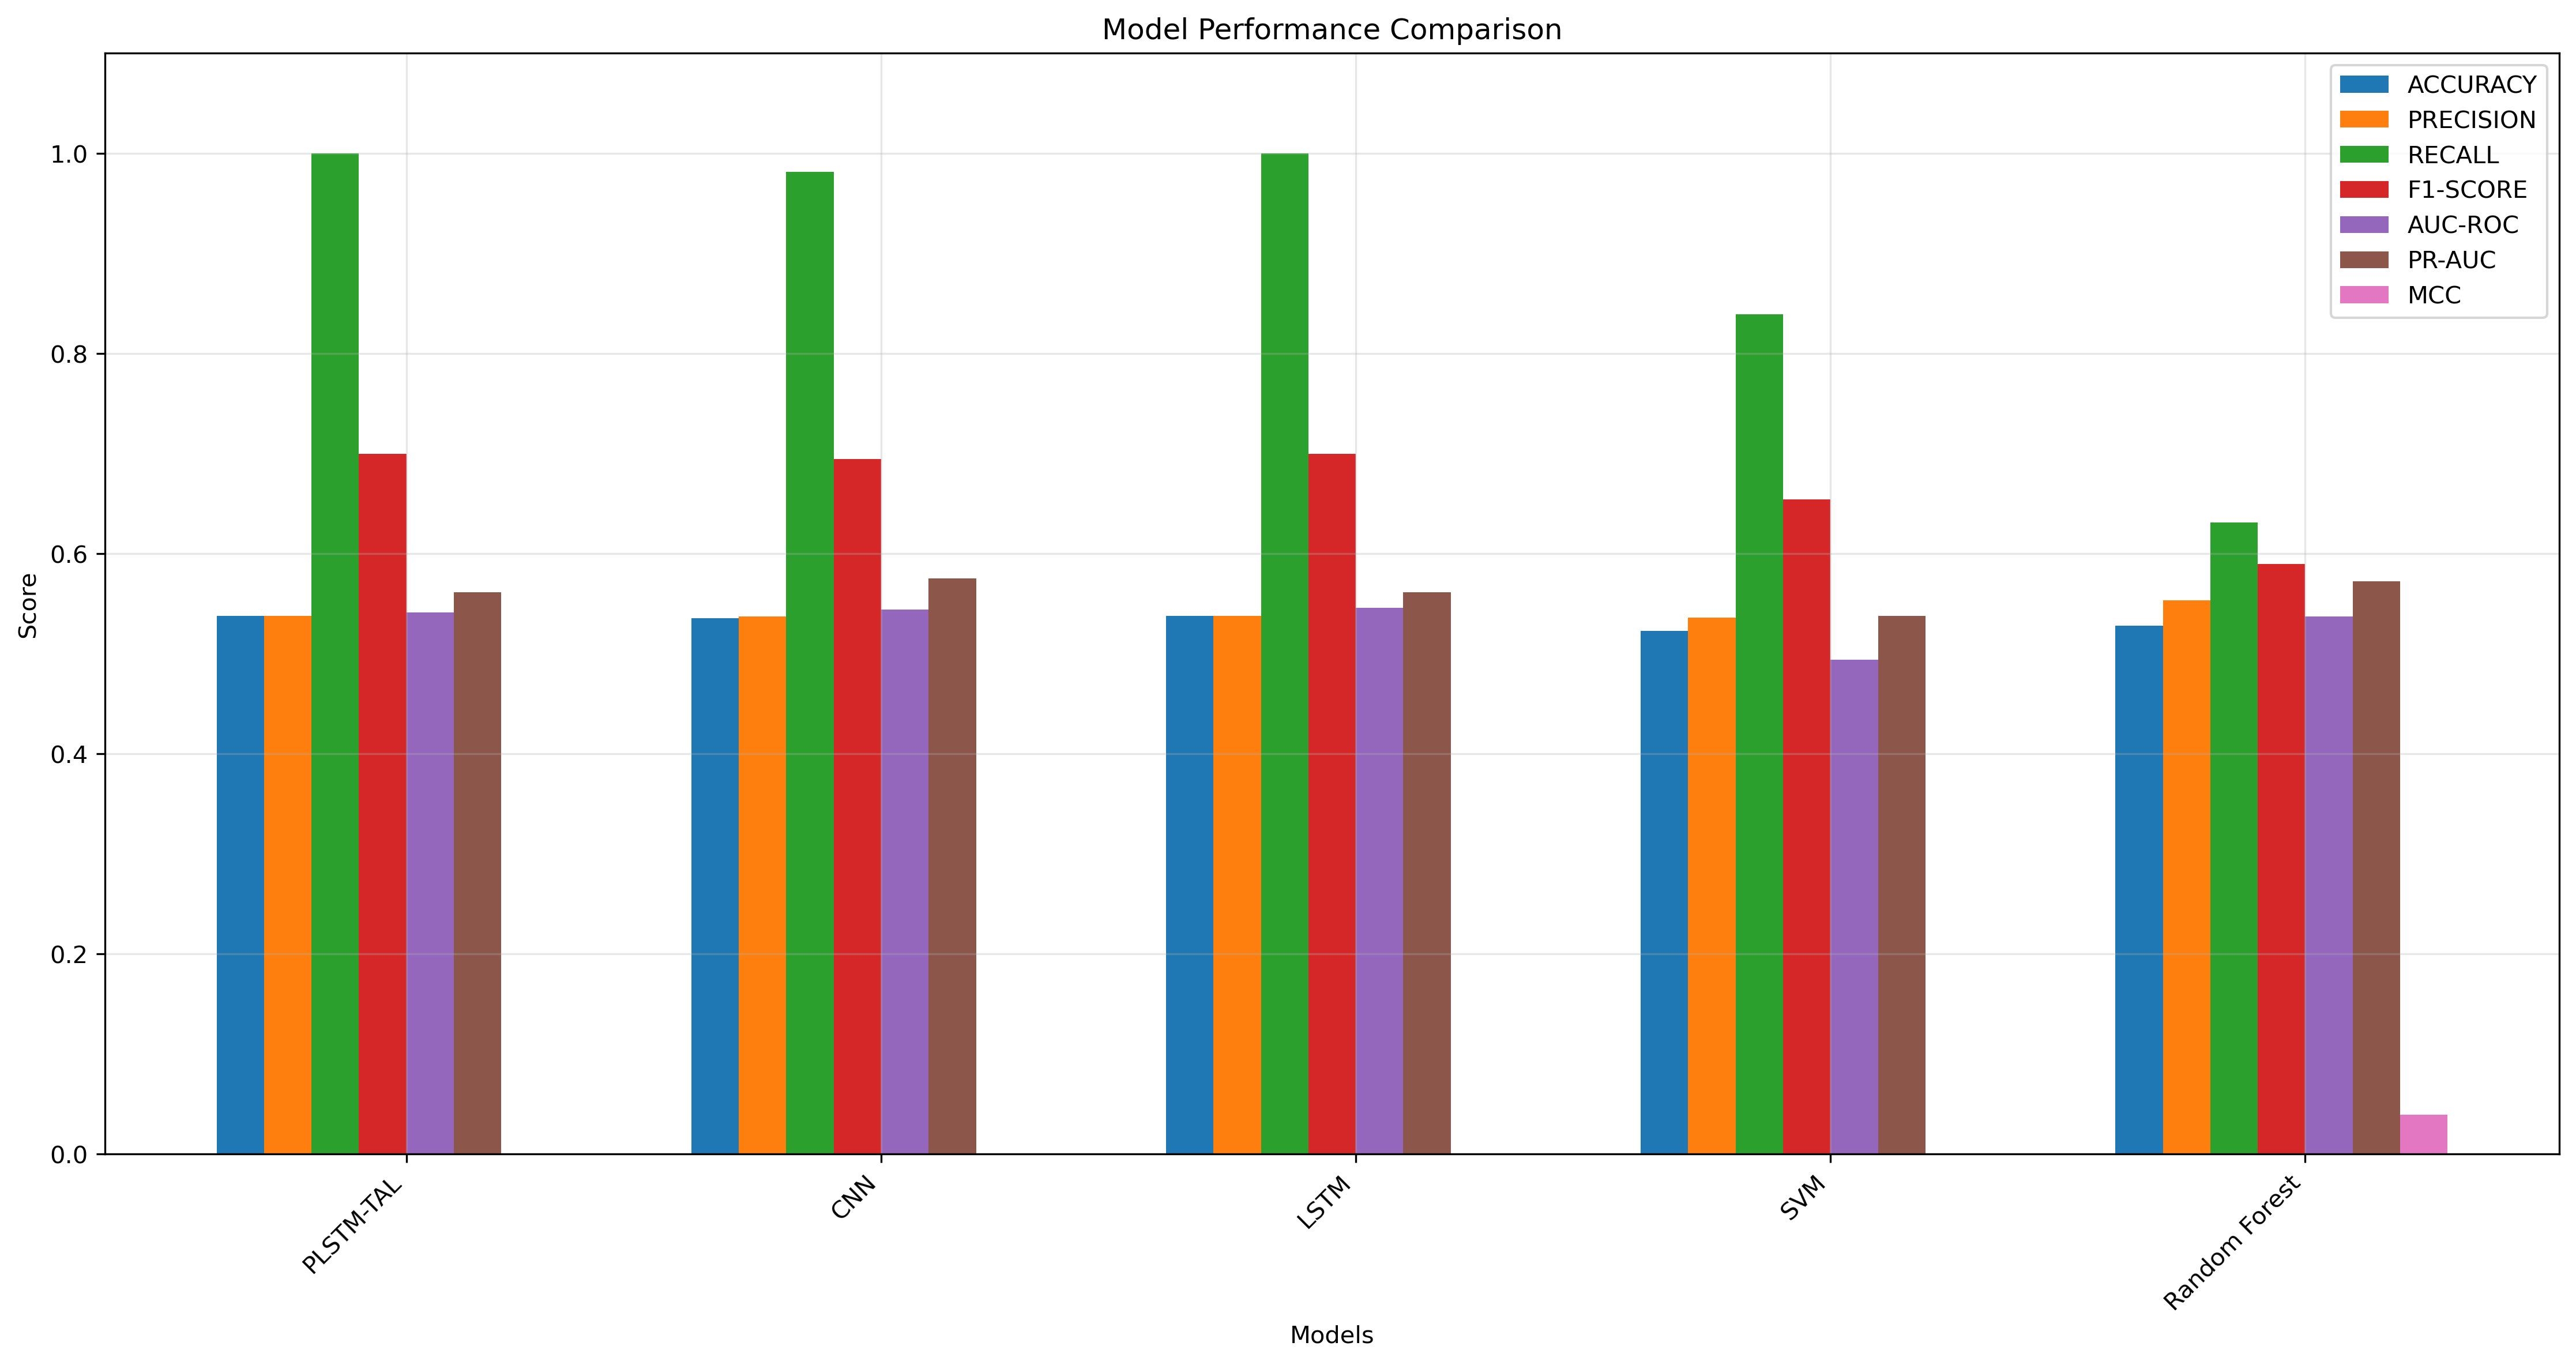 Model Performance Comparison
ACCURACY
PRECISION
RECALL
F1-SCORE
AUC-ROC
PR-AUC
MCC
Score
1.0
0.8
0.6
0.4
0.2
0.0
PLSTM-TAL
CNN
LSTM
SVM
Random Forest
Models